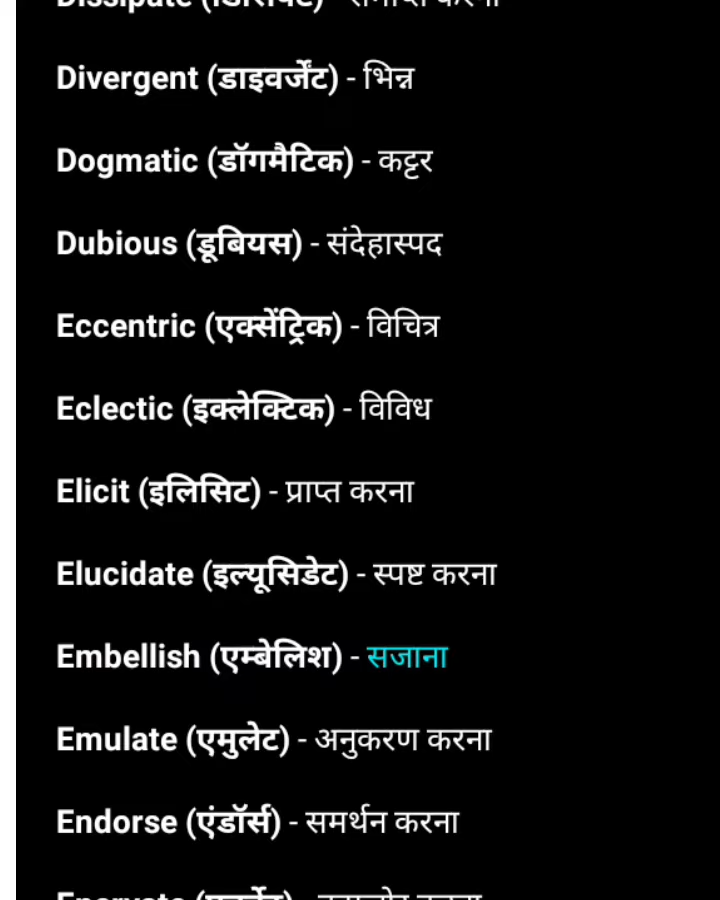 Divergent (डाइवर्जेंट) - भिन्न
Dogmatic (डॉगमैटिक) - कट्टर
Dubious (डूबियस) - संदेहास्पद
Eccentric (एक्सेंट्रिक) - विचित्र
Eclectic (इक्लेक्टिक) - विविध
Elicit (इलिसिट) - प्राप्त करना
Elucidate (इल्यूसिडेट) - स्पष्ट करना
Embellish (एम्बेलिश) - सजाना
Emulate (एमुलेट) - अनुकरण करना
Endorse (एंडॉर्स) - समर्थन करना